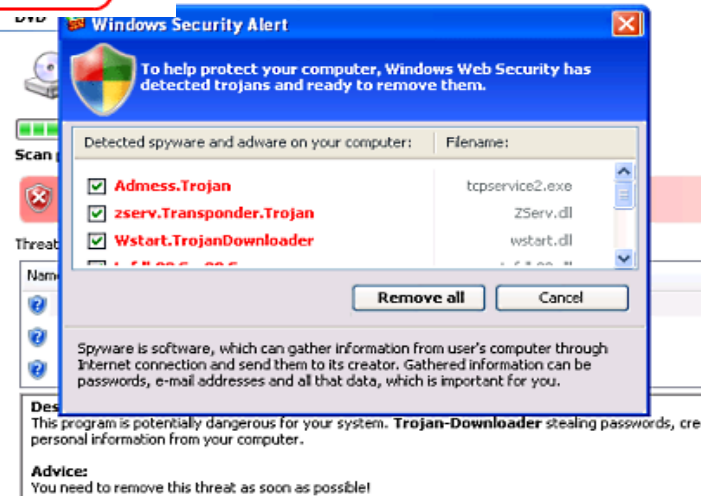 DVD
Windows Security Alert
To help protect your computer, Windows Web Security has
detected trojans and ready to remove them.
Detected spyware and adware on your computer: Filename:
Scan
Admess.Trojan tcpservice2.exe
zserv.Transponder.Trojan ZServ.dll
Wstart.TrojanDownloader wstart.dll
Threat
Name
Remove all Cancel
Spyware is software, which can gather information from user's computer through
Internet connection and send them to its creator. Gathered information can be
passwords, e-mail addresses and all that data, which is important for you.
Des
This program is potentially dangerous for your system. Trojan-Downloader stealing passwords, cre
personal information from your computer.
Advice:
You need to remove this threat as soon as possible!